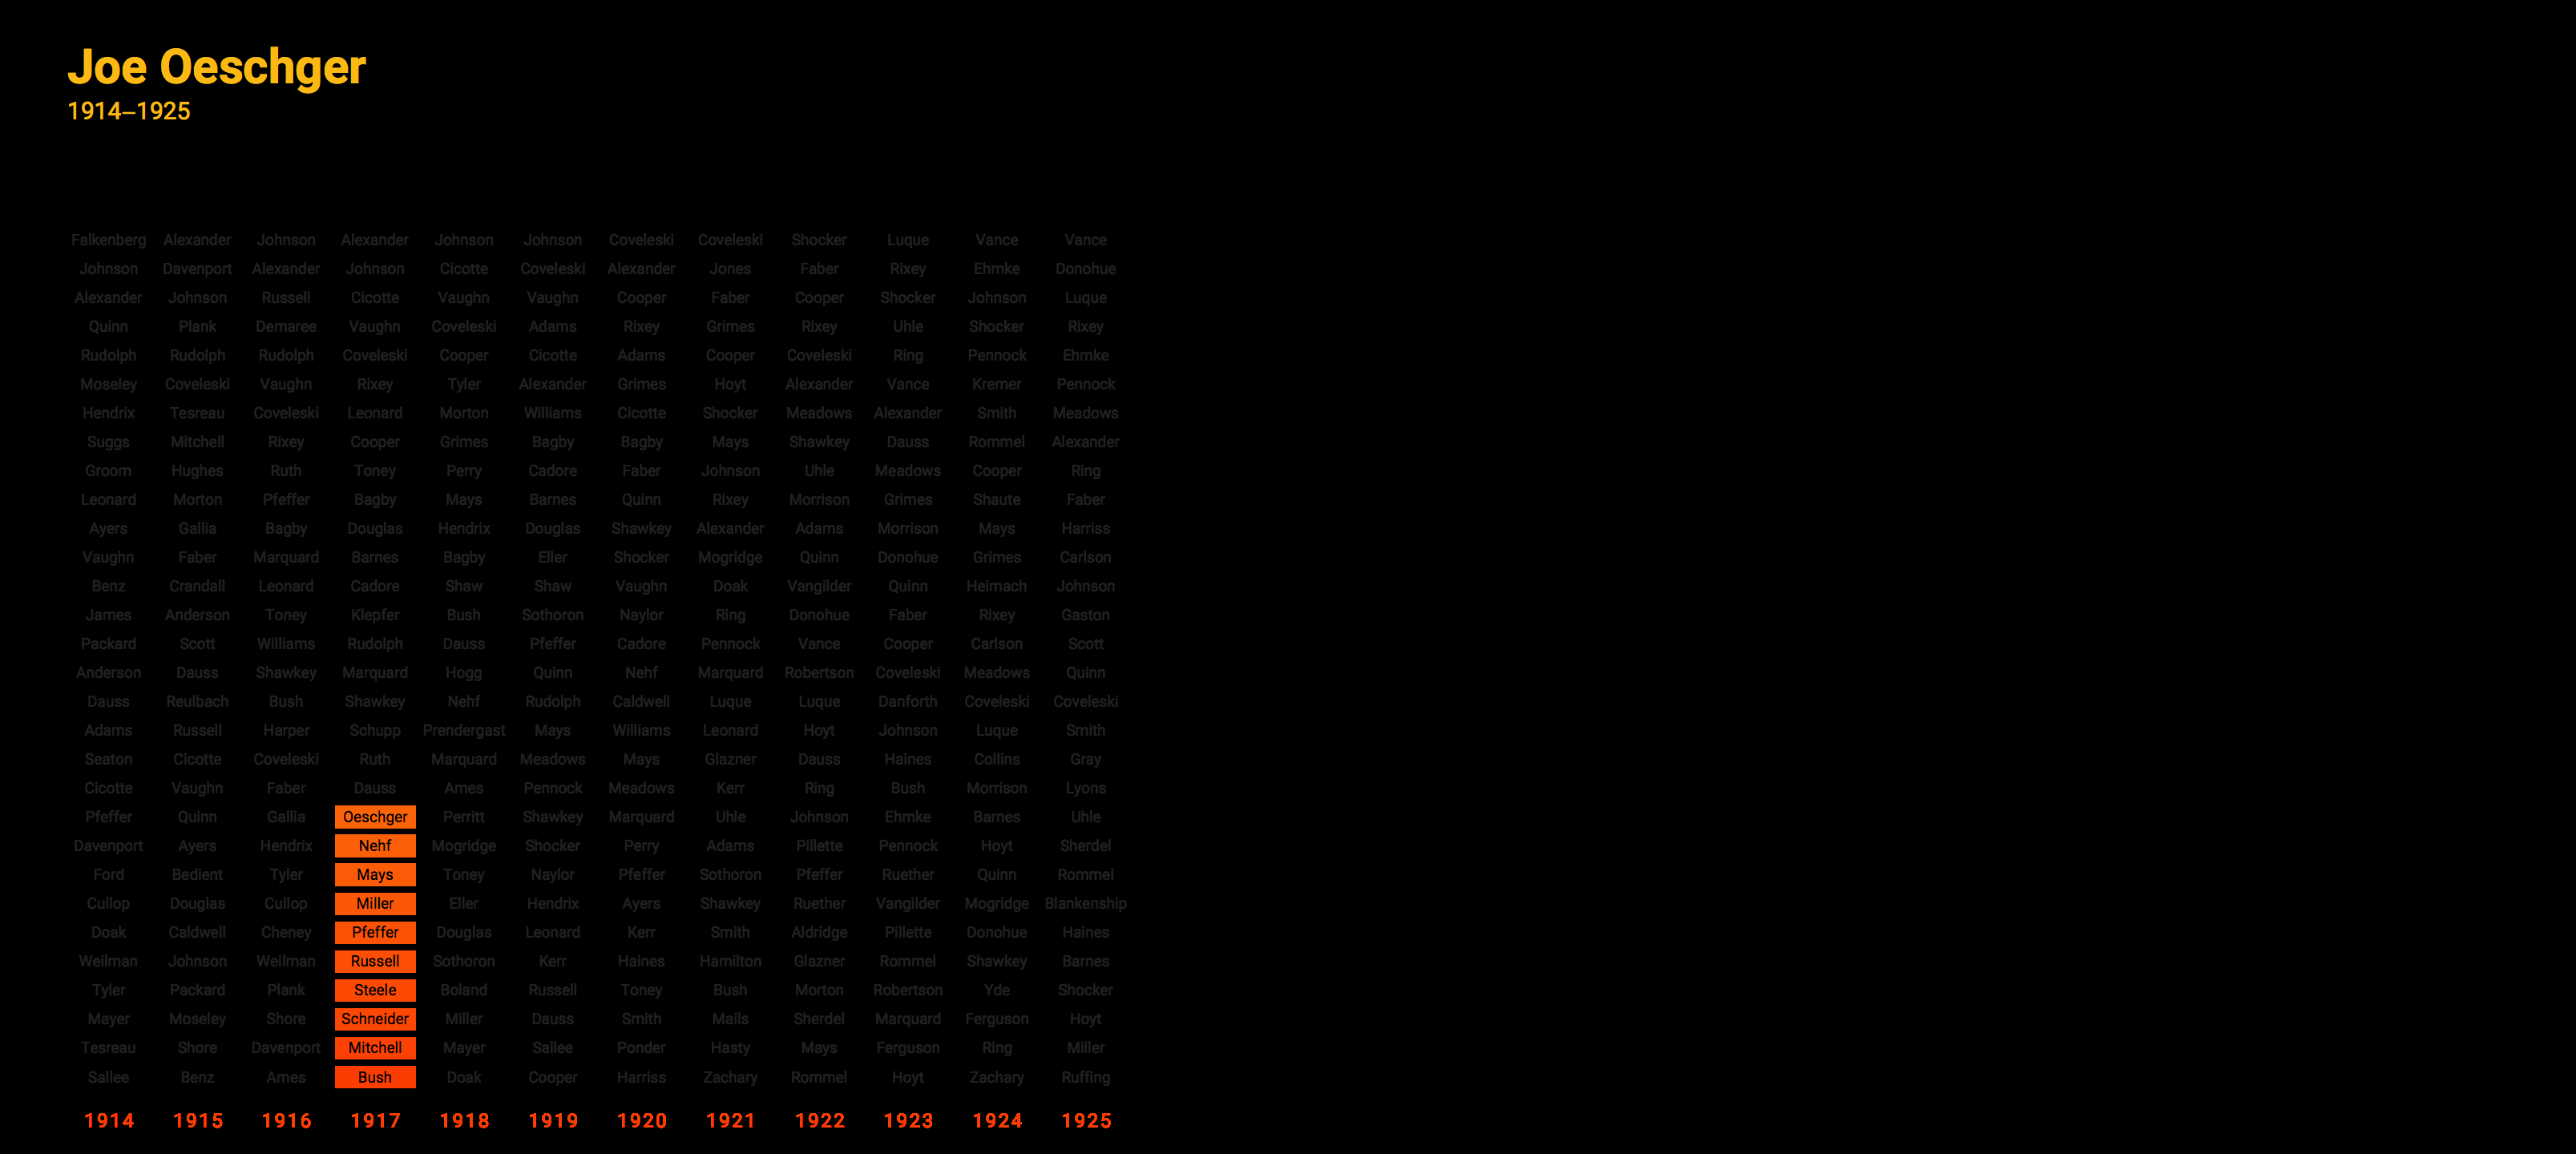 Joe Oeschger
1914–1925
Falkenberg Alexander Johnson Alexander Johnson Johnson Coveleski Coveleski Shocker Luque Vance Vance
Johnson Davenport Alexander Johnson Cicotte Coveleski Alexander Jones Faber Rixey Ehmke Donohue
Alexander Johnson Russell Cicotte Vaughn Vaughn Cooper Faber Cooper Shocker Johnson Luque
Quinn Plank Demaree Vaughn Coveleski Adams Rixey Grimes Rixey Uhle Shocker Rixey
Rudolph Rudolph Rudolph Coveleski Cooper Cicotte Adams Cooper Coveleski Ring Pennock Ehmke
Moseley Coveleski Vaughn Rixey Tyler Alexander Grimes Hoyt Alexander Vance Kremer Pennock
Hendrix Tesreau Coveleski Leonard Morton Williams Cicotte Shocker Meadows Alexander Smith Meadows
Suggs Mitchell Rixey Cooper Grimes Bagby Bagby Mays Shawkey Dauss Rommel Alexander
Groom Hughes Ruth Toney Perry Cadore Faber Johnson Uhle Meadows Cooper Ring
Leonard Morton Pfeffer Bagby Mays Barnes Quinn Rixey Morrison Grimes Shaute Faber
Ayers Gallia Bagby Douglas Hendrix Douglas Shawkey Alexander Adams Morrison Mays Harriss
Vaughn Faber Marquard Barnes Bagby Eller Shocker Mogridge Quinn Donohue Grimes Carlson
Benz Crandall Leonard Cadore Shaw Shaw Vaughn Doak Vangilder Quinn Heimach Johnson
James Anderson Toney Klepfer Bush Sothoron Naylor Ring Donohue Faber Rixey Gaston
Packard Scott Williams Rudolph Dauss Pfeffer Cadore Pennock Vance Cooper Carlson Scott
Anderson Dauss Shawkey Marquard Hogg Quinn Nehf Marquard Robertson Coveleski Meadows Quinn
Dauss Reulbach Bush Shawkey Nehf Rudolph Caldwell Luque Luque Danforth Coveleski Coveleski
Adams Russell Harper Schupp Prendergast Mays Williams Leonard Hoyt Johnson Luque Smith
Seaton Cicotte Coveleski Ruth Marquard Meadows Mays Glazner Dauss Haines Collins Gray
Cicotte Vaughn Faber Dauss Ames Pennock Meadows Kerr Ring Bush Morrison Lyons
Pfeffer Quinn Gallia Oeschger Perritt Shawkey Marquard Uhle Johnson Ehmke Barnes Uhle
Davenport Ayers Hendrix Nehf Mogridge Shocker Perry Adams Pillette Pennock Hoyt Sherdel
Ford Bedient Tyler Mays Toney Naylor Pfeffer Sothoron Pfeffer Ruether Quinn Rommel
Cullop Douglas Cullop Miller Eller Hendrix Ayers Shawkey Ruether Vangilder Mogridge Blankenship
Doak Caldwell Cheney Pfeffer Douglas Leonard Kerr Smith Aldridge Pillette Donohue Haines
Weilman Johnson Weilman Russell Sothoron Kerr Haines Hamilton Glazner Rommel Shawkey Barnes
Tyler Packard Plank Steele Boland Russell Toney Bush Morton Robertson Yde Shocker
Mayer Moseley Shore Schneider Miller Dauss Smith Mails Sherdel Marquard Ferguson Hoyt
Tesreau Shore Davenport Mitchell Mayer Sallee Ponder Hasty Mays Ferguson Ring Miller
Sallee Benz Ames Bush Doak Cooper Harriss Zachary Rommel Hoyt Zachary Ruffing
1914 1915 1916 1917 1918 1919 1920 1921 1922 1923 1924 1925